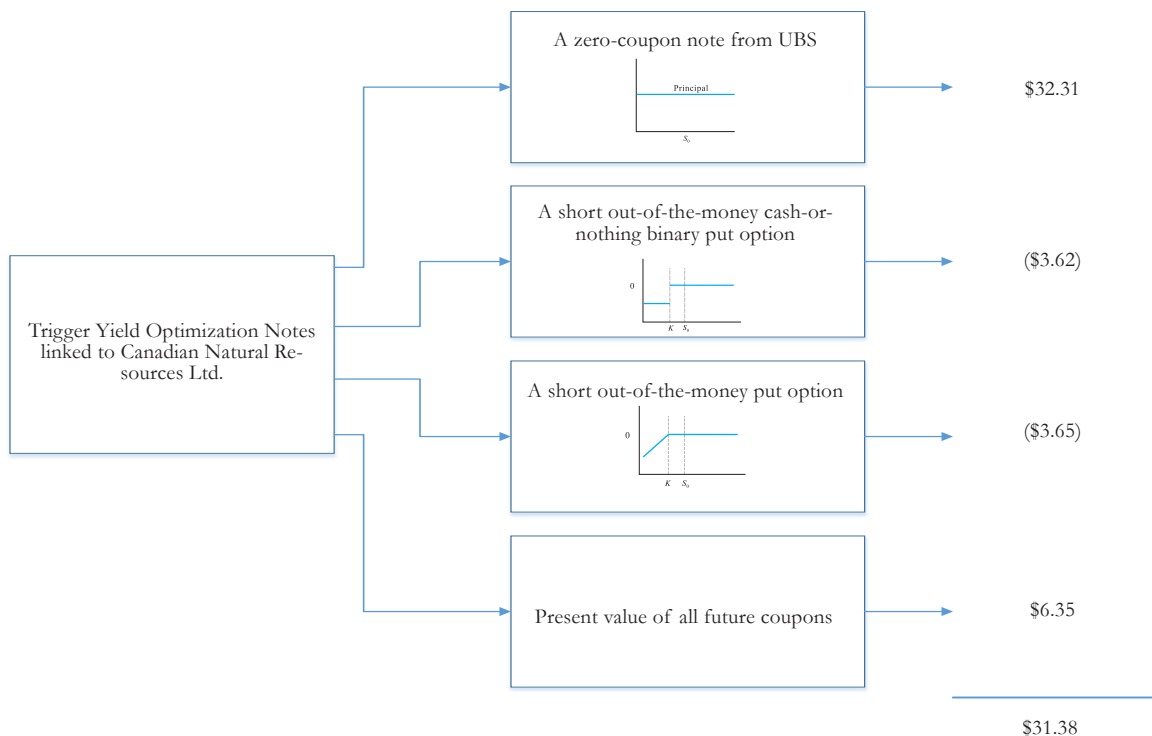 A zero-coupon note from UBS
Principal
S₀
$32.31
A short out-of-the-money cash-or-
nothing binary put option
0
K
S₀
($3.62)
Trigger Yield Optimization Notes
linked to Canadian Natural Re-
sources Ltd.
A short out-of-the-money put option
0
K
S₀
($3.65)
Present value of all future coupons
$6.35
$31.38